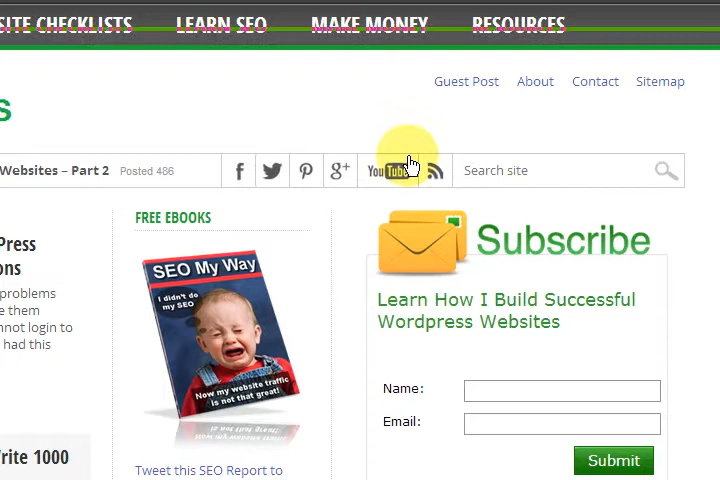 SITE CHECKLISTS LEARN SEO MAKE MONEY RESOURCES
Guest Post About Contact Sitemap
s
Websites – Part 2 Posted 486
f g+ YouTube Search site
Press
ons
problems
e them
nnot login to
had this
rite 1000
FREE EBOOKS
SEO My Way
I didn't do
my SEO
Now my website traffic
is not that great!
Tweet this SEO Report to
Subscribe
Learn How I Build Successful
Wordpress Websites
Name:
Email:
Submit